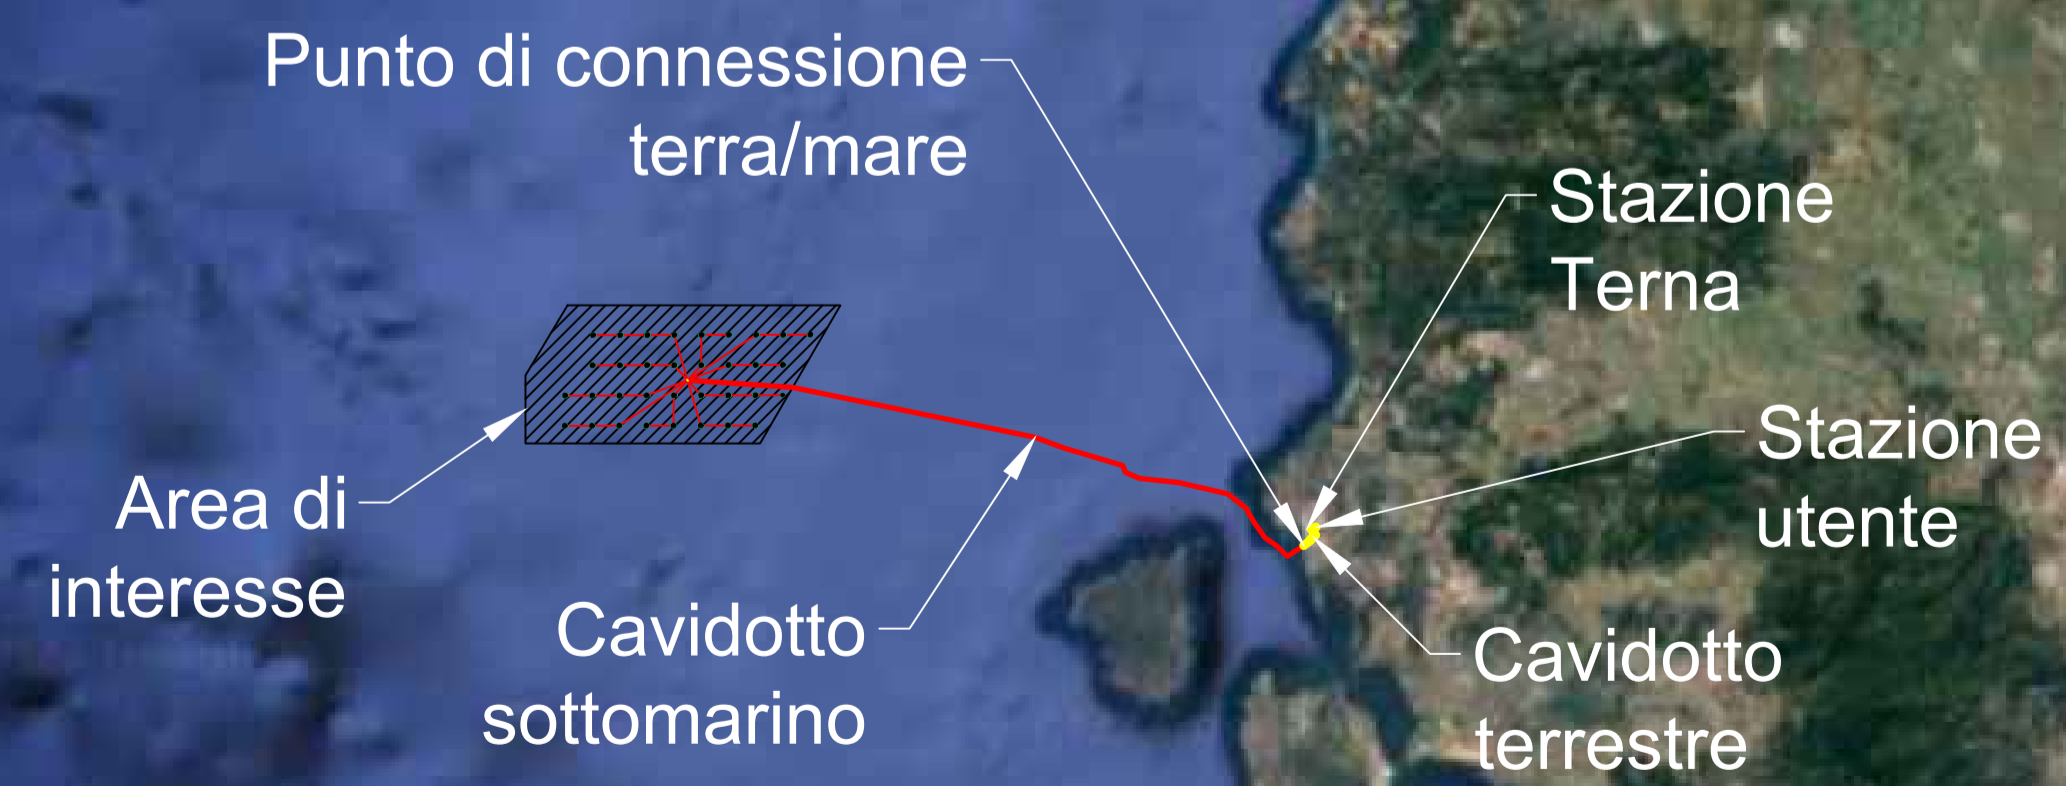 Punto di connessione
terra/mare
Stazione
Terna
Stazione
utente
Area di
interesse
Cavidotto
sottomarino
Cavidotto
terrestre